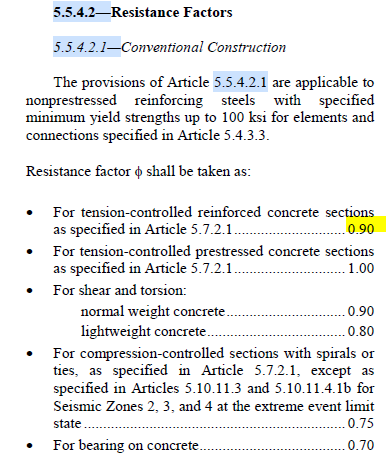 5.5.4.2—Resistance Factors
5.5.4.2.1—Conventional Construction
The provisions of Article 5.5.4.2.1 are applicable to
nonprestressed reinforcing steels with specified
minimum yield strengths up to 100 ksi for elements and
connections specified in Article 5.4.3.3.
Resistance factor ϕ shall be taken as:
• For tension-controlled reinforced concrete sections
as specified in Article 5.7.2.1 .............................. 0.90
• For tension-controlled prestressed concrete sections
as specified in Article 5.7.2.1 .............................. 1.00
• For shear and torsion:
normal weight concrete .............................. 0.90
lightweight concrete .............................. 0.80
• For compression-controlled sections with spirals or
ties, as specified in Article 5.7.2.1, except as
specified in Articles 5.10.11.3 and 5.10.11.4.1b for
Seismic Zones 2, 3, and 4 at the extreme event limit
state .............................. 0.75
• For bearing on concrete .............................. 0.70